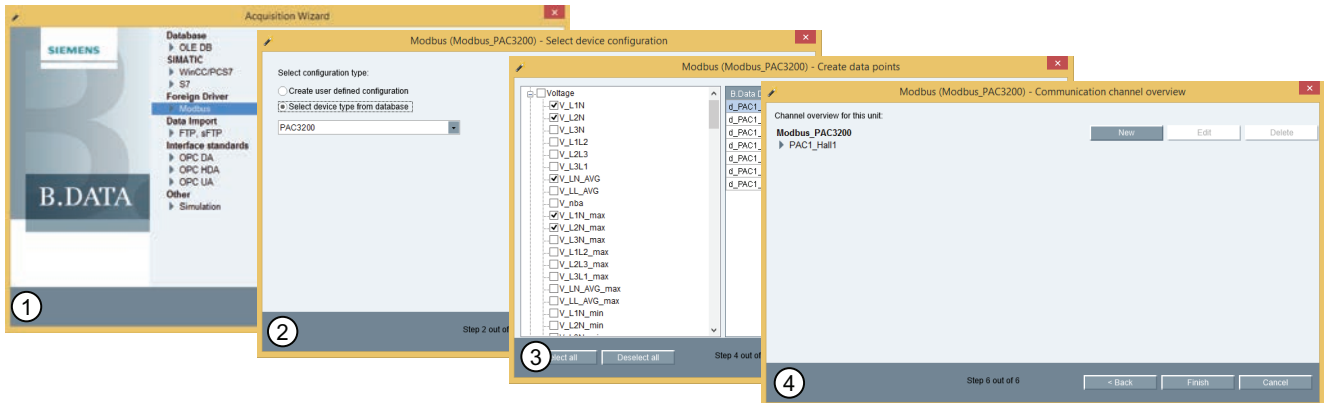 Acquisition Wizard
SIEMENS
B.DATA
Database
OLE DB
SIMATIC
WinCC/PCS7
S7
Foreign Driver
Modbus
Data Import
FTP, sFTP
Interface standards
OPC DA
OPC HDA
OPC UA
Other
Simulation
1
Modbus (Modbus_PAC3200) - Select device configuration
Select configuration type:
Create user defined configuration
Select device type from database
PAC3200
2
Step 2 out of
Modbus (Modbus_PAC3200) - Create data points
Voltage
V_L1N
V_L2N
V_L3N
V_L1L2
V_L2L3
V_L3L1
V_LN_AVG
V_LL_AVG
V_nba
V_L1N_max
V_L2N_max
V_L3N_max
V_L1L2_max
V_L2L3_max
V_L3L1_max
V_LN_AVG_max
V_LL_AVG_max
V_L1N_min
V_L2N_min
B.Data D
d_PAC1_
d_PAC1_
d_PAC1_
d_PAC1_
d_PAC1_
d_PAC1_
d_PAC1_
3
ect all
Deselect all
Step 4 out of
Modbus (Modbus_PAC3200) - Communication channel overview
Channel overview for this unit:
Modbus_PAC3200
PAC1_Hall1
New Edit Delete
4
Step 6 out of 6
< Back Finish Cancel